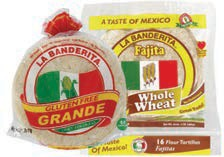 LA BANDERITA
GLUTEN FREE
GRANDE
A TASTE OF MEXICO
LA BANDERITA
Fajita
Whole
Wheat
16 Flour Tortillas
Fajitas